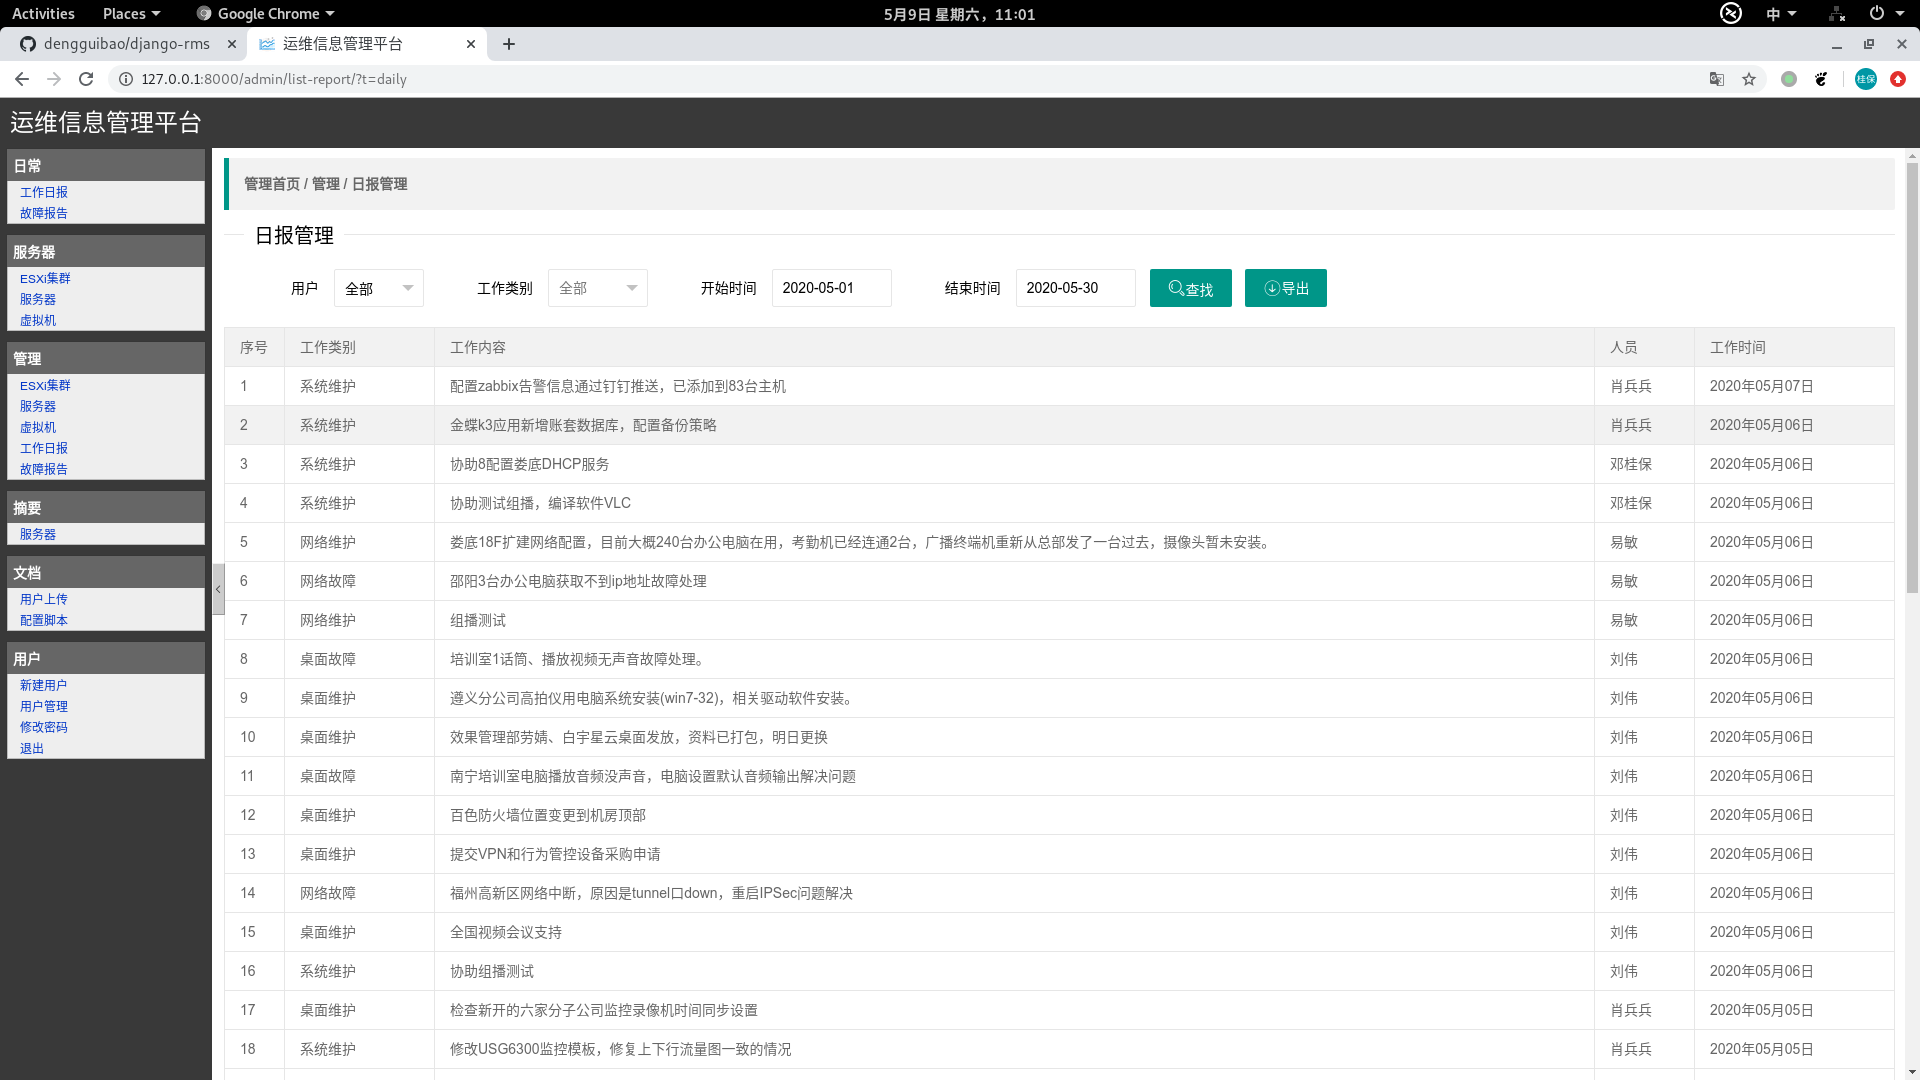 Activities Places Google Chrome 5月9日 星期六，11:01 中
dengguibao/django-rms 运维信息管理平台
127.0.0.1:8000/admin/list-report/?t=daily 桂保
运维信息管理平台
日常
工作日报
故障报告
服务器
ESXi集群
服务器
虚拟机
管理
ESXi集群
服务器
虚拟机
工作日报
故障报告
摘要
服务器
文档
用户上传
配置脚本
用户
新建用户
用户管理
修改密码
退出
管理首页 / 管理 / 日报管理
日报管理
用户 全部 工作类别 全部 开始时间 2020-05-01 结束时间 2020-05-30 查找 导出
序号 工作类别 工作内容 人员 工作时间
1 系统维护 配置zabbix告警信息通过钉钉推送，已添加到83台主机 肖兵兵 2020年05月07日
2 系统维护 金蝶k3应用新增账套数据库，配置备份策略 肖兵兵 2020年05月06日
3 系统维护 协助8配置娄底DHCP服务 邓桂保 2020年05月06日
4 系统维护 协助测试组播，编译软件VLC 邓桂保 2020年05月06日
5 网络维护 娄底18F扩建网络配置，目前大概240台办公电脑在用，考勤机已经连通2台，广播终端机重新从总部发了一台过去，摄像头暂未安装。 易敏 2020年05月06日
6 网络故障 邵阳3台办公电脑获取不到ip地址故障处理 易敏 2020年05月06日
7 网络维护 组播测试 易敏 2020年05月06日
8 桌面故障 培训室1话筒、播放视频无声音故障处理。 刘伟 2020年05月06日
9 桌面维护 遵义分公司高拍仪用电脑系统安装(win7-32)，相关驱动软件安装。 刘伟 2020年05月06日
10 桌面维护 效果管理部劳婧、白宇星云桌面发放，资料已打包，明日更换 刘伟 2020年05月06日
11 桌面故障 南宁培训室电脑播放音频没声音，电脑设置默认音频输出解决问题 刘伟 2020年05月06日
12 桌面维护 百色防火墙位置变更到机房顶部 刘伟 2020年05月06日
13 桌面维护 提交VPN和行为管控设备采购申请 刘伟 2020年05月06日
14 网络故障 福州高新区网络中断，原因是tunnel口down，重启IPSec问题解决 刘伟 2020年05月06日
15 桌面维护 全国视频会议支持 刘伟 2020年05月06日
16 系统维护 协助组播测试 刘伟 2020年05月06日
17 桌面维护 检查新开的六家分子公司监控录像机时间同步设置 肖兵兵 2020年05月05日
18 系统维护 修改USG6300监控模板，修复上下行流量图一致的情况 肖兵兵 2020年05月05日